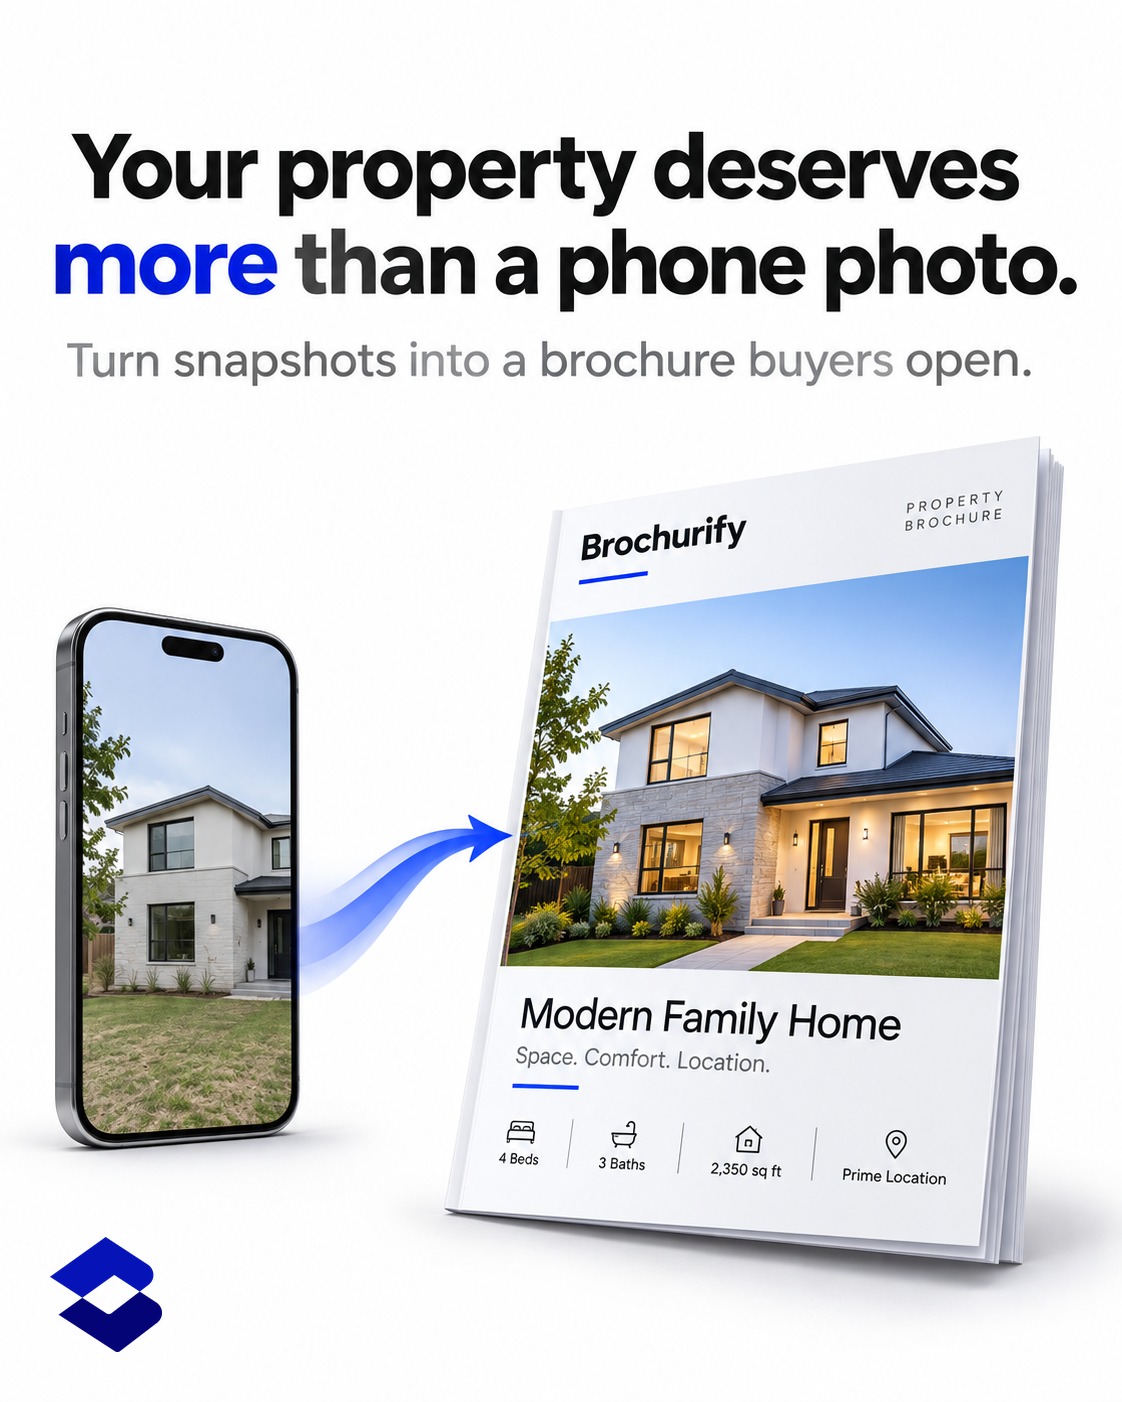 Your property deserves
more than a phone photo.
Turn snapshots into a brochure buyers open.
Brochurify
PROPERTY
BROCHURE
Modern Family Home
Space. Comfort. Location.
4 Beds
3 Baths
2,350 sq ft
Prime Location